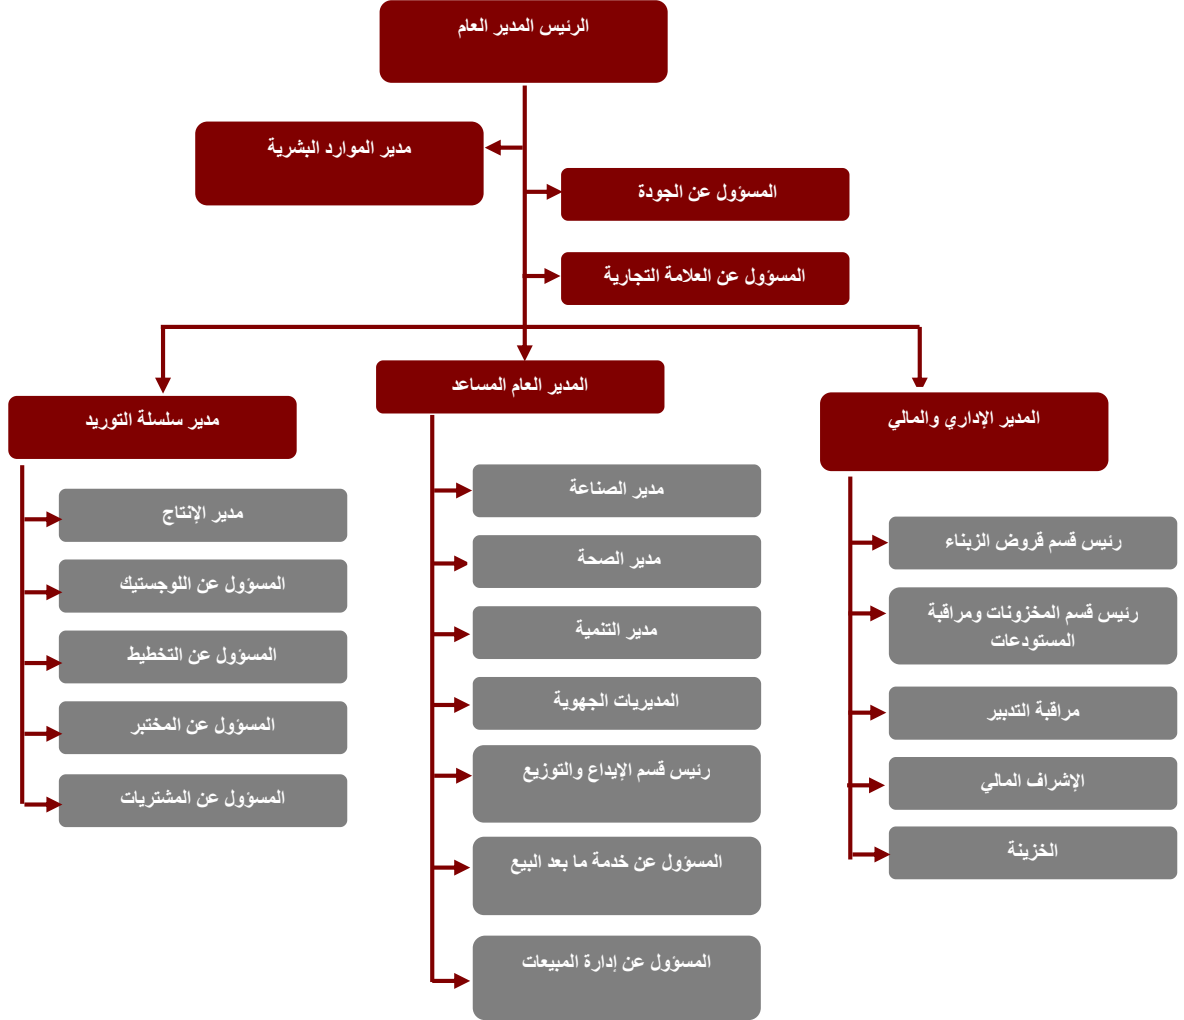 الرئيس المدير العام
مدير الموارد البشرية
المسؤول عن الجودة
المسؤول عن العلامة التجارية
المدير الإداري والمالي
رئيس قسم قروض الزبناء
رئيس قسم المخزونات ومراقبة
المستودعات
مراقبة التدبير
الإشراف المالي
الخزينة
المدير العام المساعد
مدير الصناعة
مدير الصحة
مدير التنمية
المديريات الجهوية
رئيس قسم الإيداع والتوزيع
المسؤول عن خدمة ما بعد البيع
المسؤول عن إدارة المبيعات
مدير سلسلة التوريد
مدير الإنتاج
المسؤول عن اللوجستيك
المسؤول عن التخطيط
المسؤول عن المختبر
المسؤول عن المشتريات